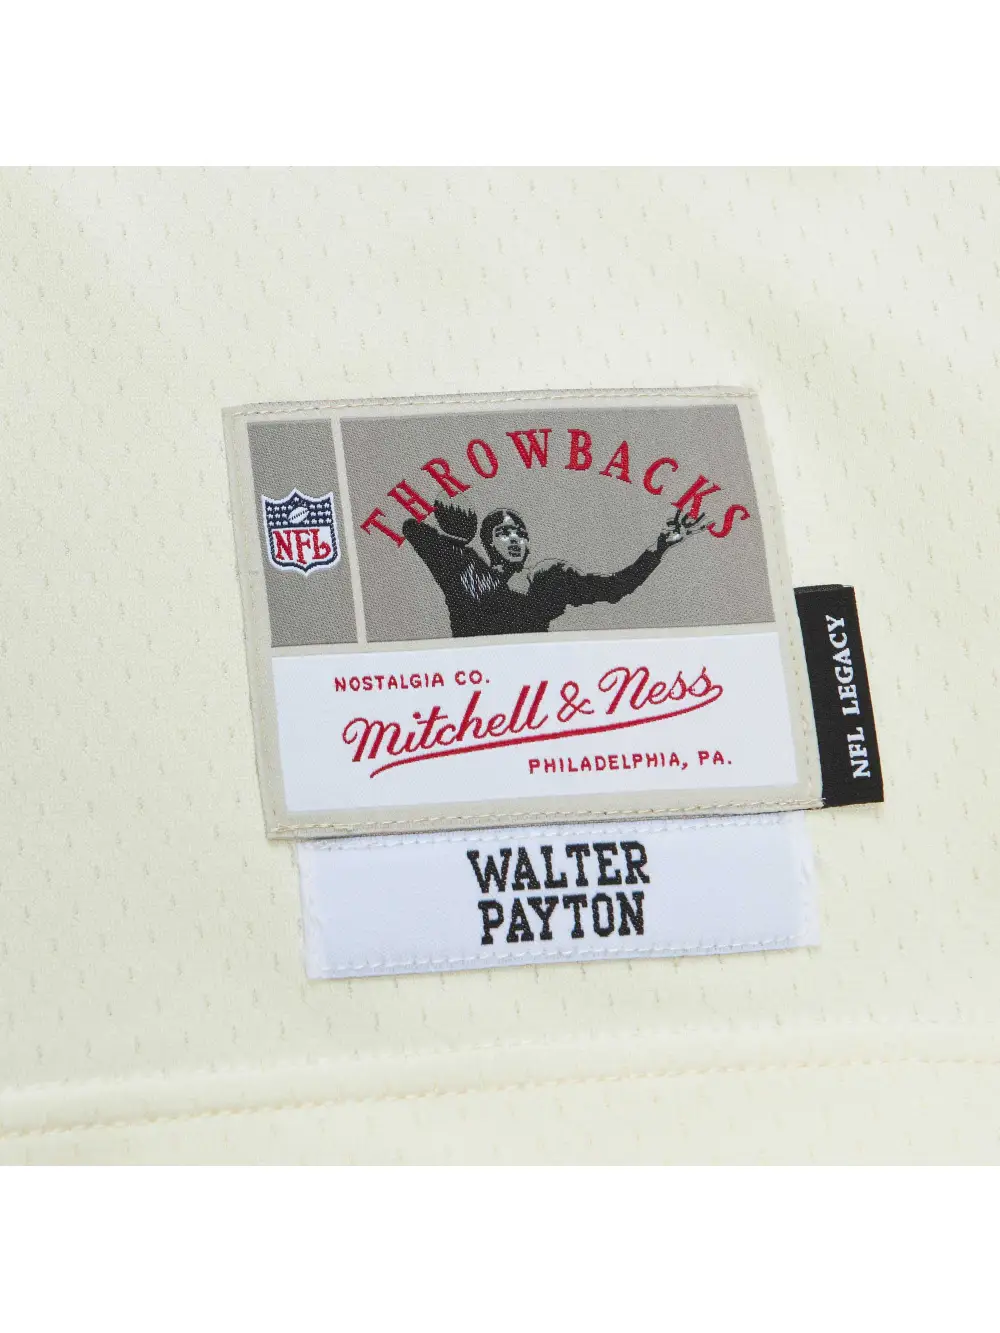 THROWBACKS
NFL
NOSTALGIA CO.
Mitchell & Ness
PHILADELPHIA, PA.
NFL LEGACY
WALTER
PAYTON